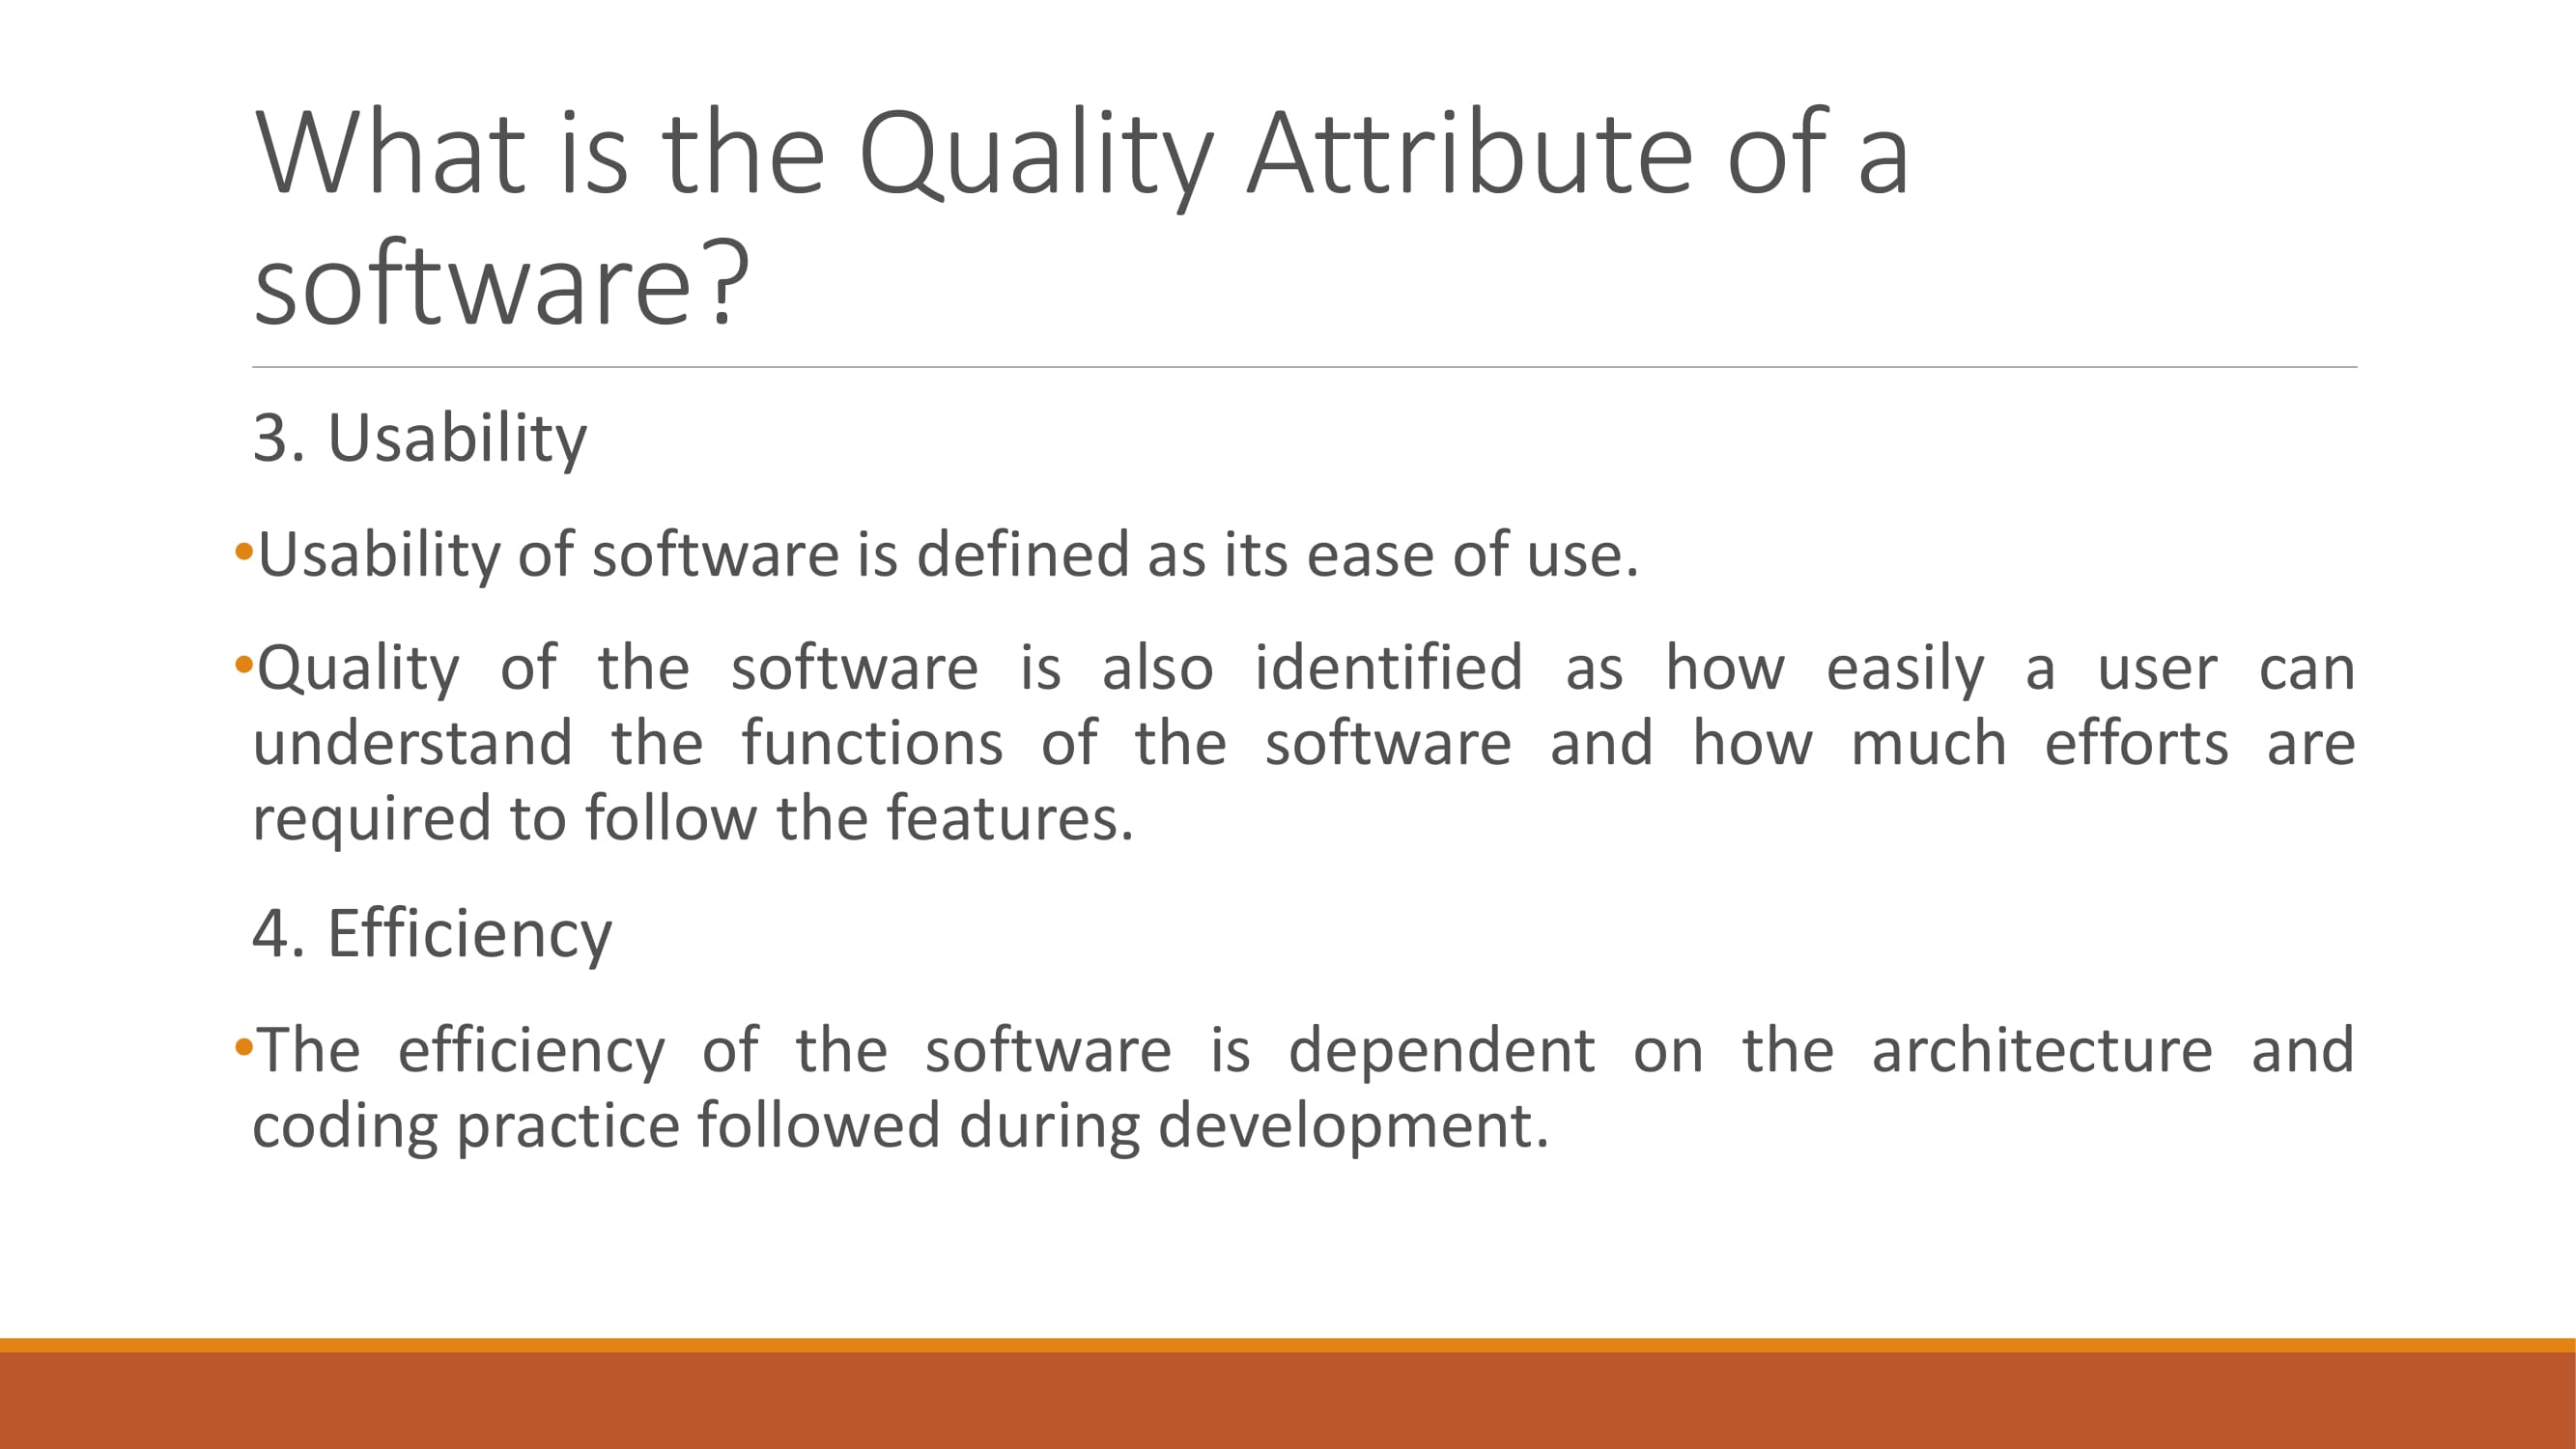 What is the Quality Attribute of a
software?
3. Usability
•Usability of software is defined as its ease of use.
•Quality of the software is also identified as how easily a user can
understand the functions of the software and how much efforts are
required to follow the features.
4. Efficiency
•The efficiency of the software is dependent on the architecture and
coding practice followed during development.